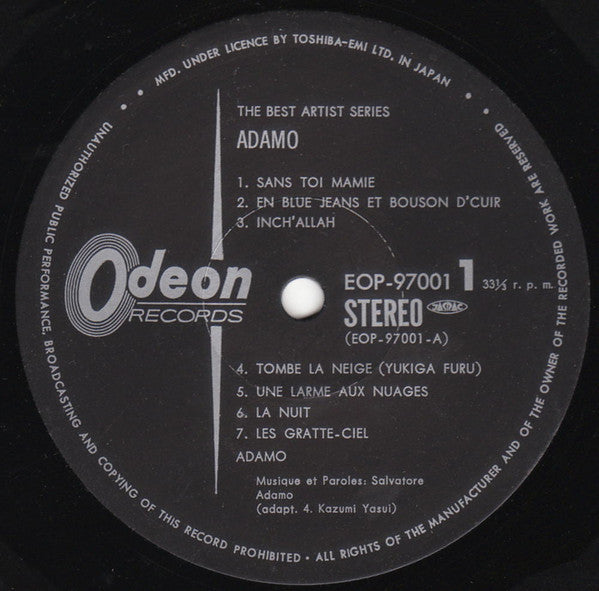 MFD. UNDER LICENCE BY TOSHIBA-EMI LTD. IN JAPAN
THE BEST ARTIST SERIES
ADAMO
1. SANS TOI MAMIE
2. EN BLUE JEANS ET BOUSON D'CUIR
3. INCH'ALLAH
Odeon
RECORDS
EOP-97001 1 33⅓ r. p. m.
STEREO JASRAC
(EOP-97001-A)
4. TOMBE LA NEIGE (YUKIGA FURU)
5. UNE LARME AUX NUAGES
6. LA NUIT
7. LES GRATTE-CIEL
ADAMO
Musique et Paroles: Salvatore
Adamo
(adapt. 4. Kazumi Yasui)
UNAUTHORIZED PUBLIC PERFORMANCE, BROADCASTING AND COPYING OF THIS RECORD PROHIBITED • ALL RIGHTS OF THE MANUFACTURER AND OF THE OWNER OF THE RECORDED WORK ARE RESERVED